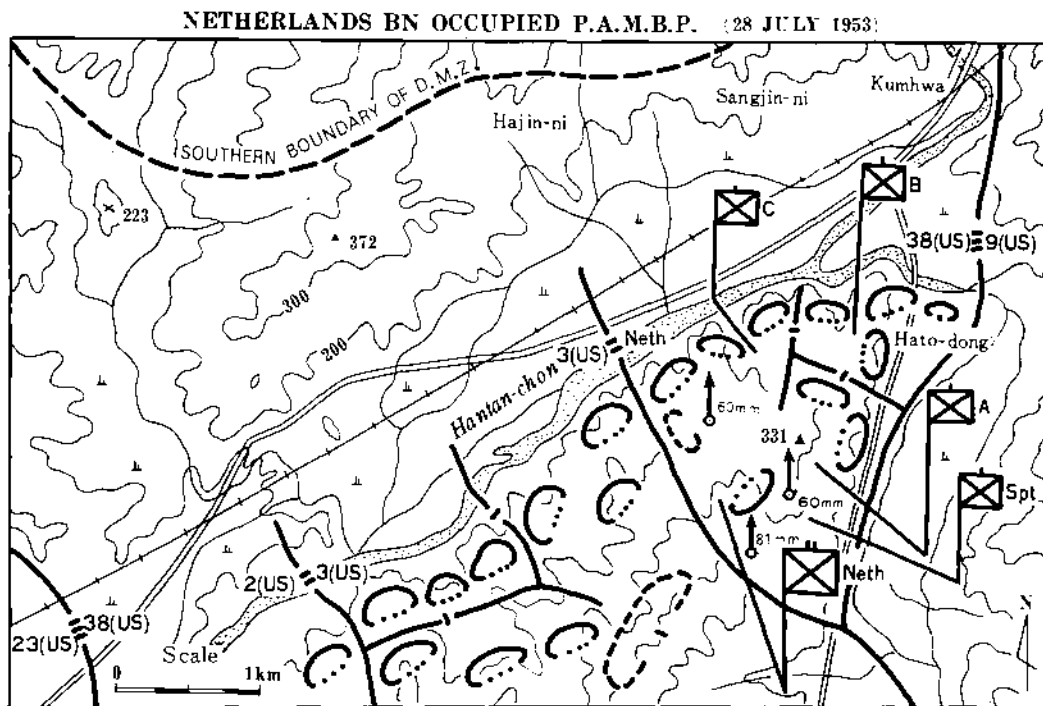 NETHERLANDS BN OCCUPIED P.A.M.B.P. (28 JULY 1953)
SOUTHERN BOUNDARY OF D.M.Z.
Hajin-ni
Sangjin-ni
Kumhwa
223
372
300
200
C
B
38(US)
9(US)
3(US)
Neth
Hato-dong
Hantan-chon
60mm
331
60mm
81mm
A
Spt
Neth
2(US)
3(US)
23(US)
38(US)
Scale
0
1km
N